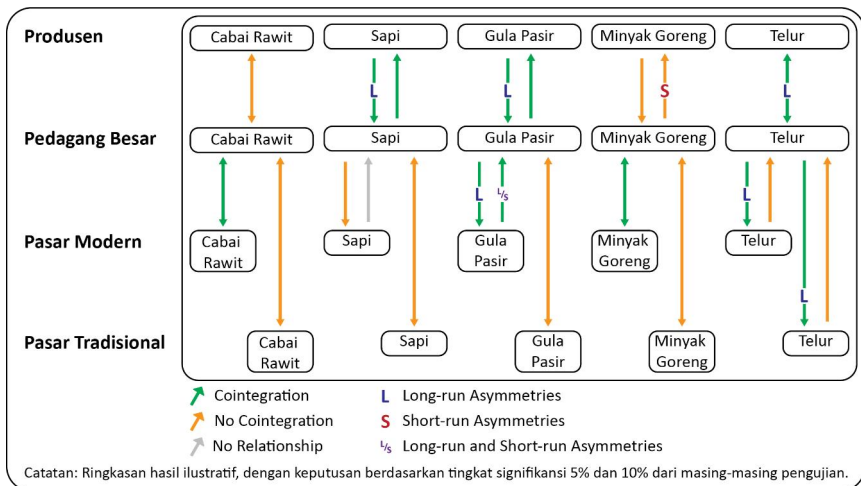 Produsen
Cabai Rawit
Sapi
Gula Pasir
Minyak Goreng
Telur
L
L
S
L
Pedagang Besar
Cabai Rawit
Sapi
Gula Pasir
Minyak Goreng
Telur
L
L/S
L
Pasar Modern
Cabai
Rawit
Sapi
Gula
Pasir
Minyak
Goreng
Telur
L
Pasar Tradisional
Cabai
Rawit
Sapi
Gula
Pasir
Minyak
Goreng
Telur
Cointegration
L Long-run Asymmetries
No Cointegration
S Short-run Asymmetries
No Relationship
L/S Long-run and Short-run Asymmetries
Catatan: Ringkasan hasil ilustratif, dengan keputusan berdasarkan tingkat signifikansi 5% dan 10% dari masing-masing pengujian.